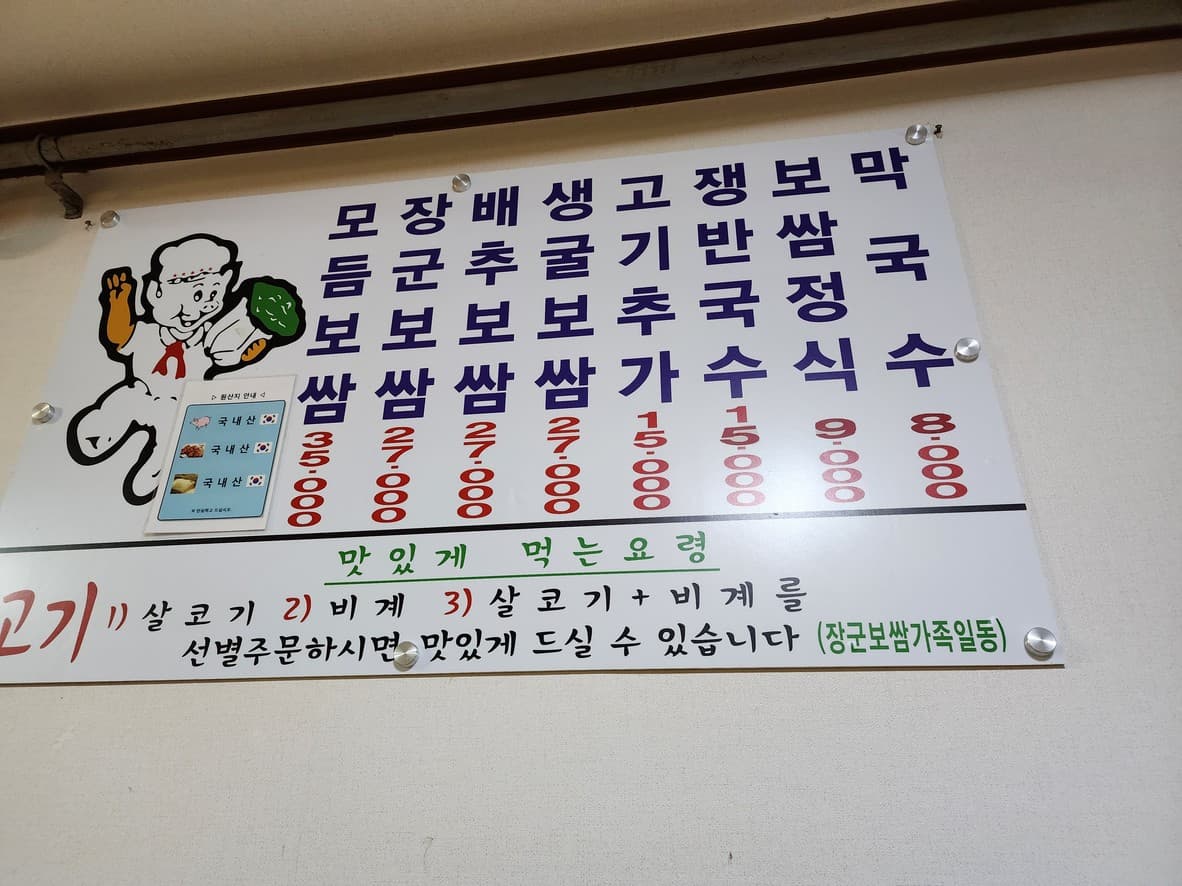 모듬보쌈 35.000
장군보쌈 27.000
배추보쌈 27.000
생굴보쌈 27.000
고기추가 15.000
쟁반국수 15.000
보쌈정식 9.000
막국수 8.000
▷ 원산지 안내 ◁
국내산
국내산
국내산
맛있게 먹는요령
고기 1) 살코기 2) 비계 3) 살코기 + 비계를
선별주문하시면 맛있게 드실 수 있습니다 (장군보쌈가족일동)